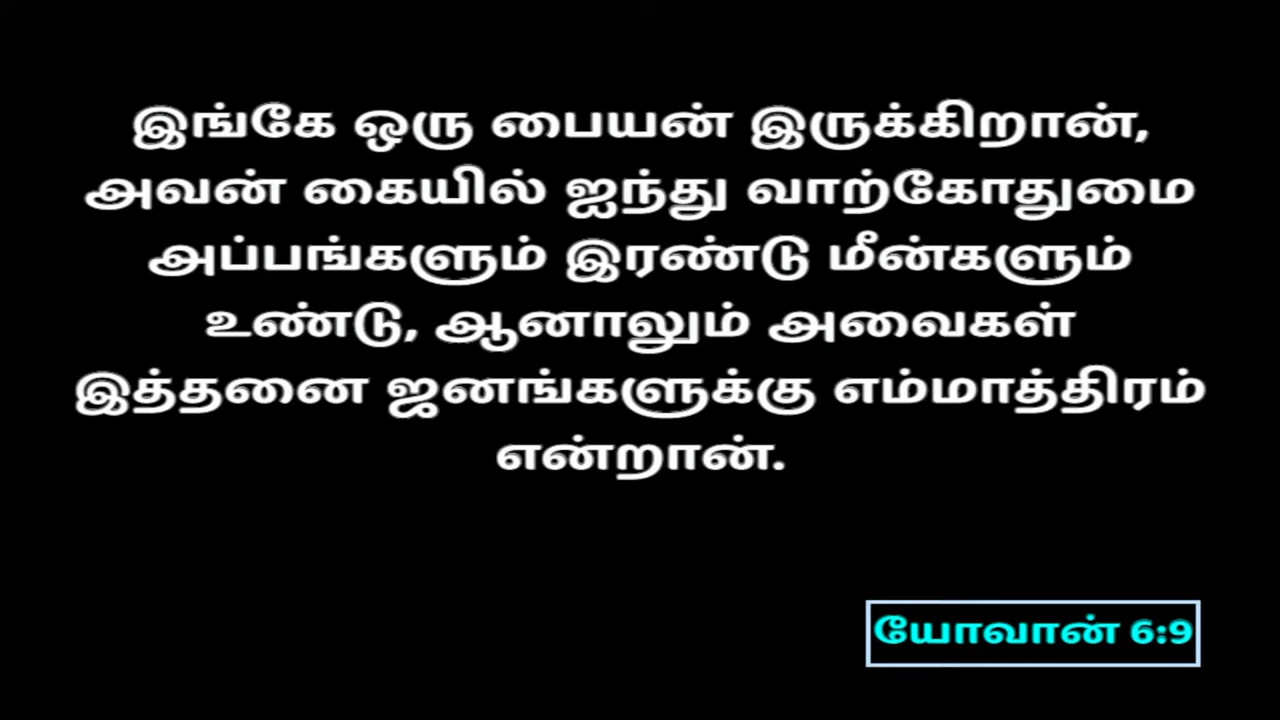 இங்கே ஒரு பையன் இருக்கிறான்,
அவன் கையில் ஐந்து வாற்கோதுமை
அப்பங்களும் இரண்டு மீன்களும்
உண்டு, ஆனாலும் அவைகள்
இத்தனை ஜனங்களுக்கு எம்மாத்திரம்
என்றான்.
யோவான் 6:9